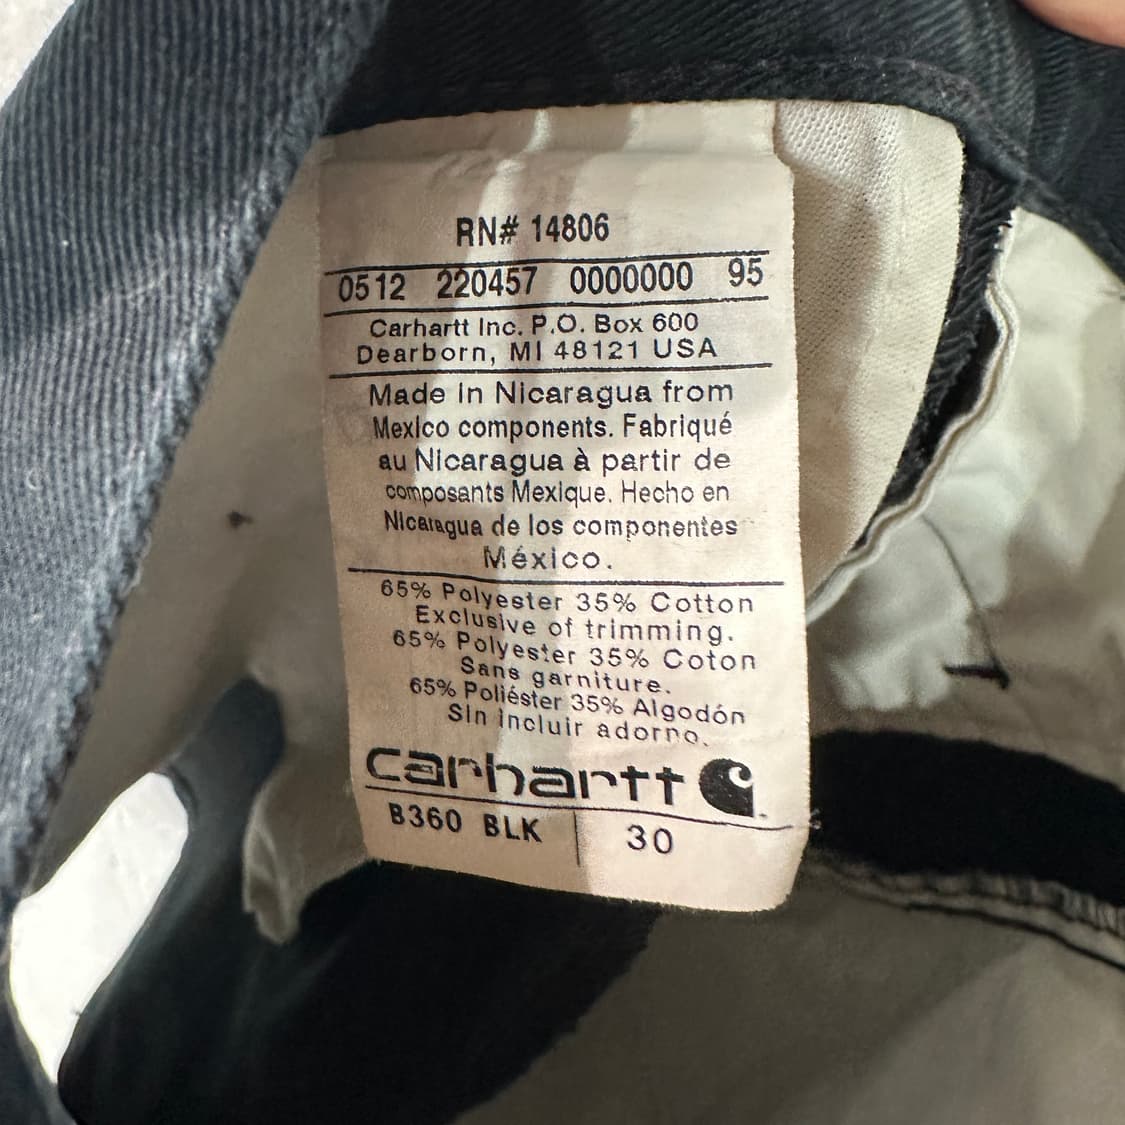 RN# 14806
0512 220457 0000000 95
Carhartt Inc. P.O. Box 600
Dearborn, MI 48121 USA
Made in Nicaragua from
Mexico components. Fabriqué
au Nicaragua à partir de
composants Mexique. Hecho en
Nicaragua de los componentes
México.
65% Polyester 35% Cotton
Exclusive of trimming.
65% Polyester 35% Coton
Sans garniture.
65% Poliéster 35% Algodón
Sin incluir adorno.
carhartt
B360 BLK 30